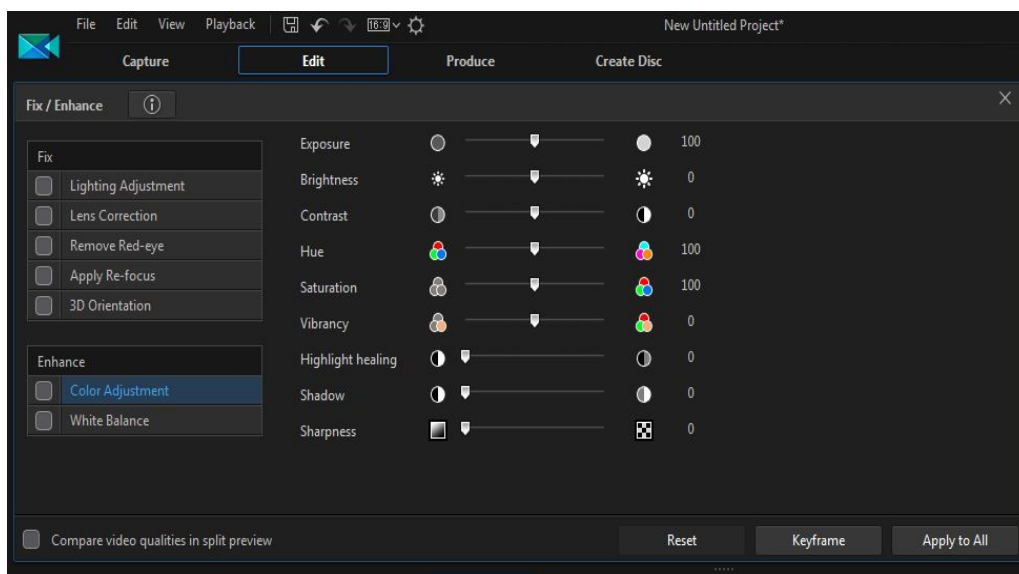 File Edit View Playback 16:9 New Untitled Project*
Capture Edit Produce Create Disc
Fix / Enhance
Fix
Lighting Adjustment
Lens Correction
Remove Red-eye
Apply Re-focus
3D Orientation
Enhance
Color Adjustment
White Balance
Exposure 100
Brightness 0
Contrast 0
Hue 100
Saturation 100
Vibrancy 0
Highlight healing 0
Shadow 0
Sharpness 0
Compare video qualities in split preview Reset Keyframe Apply to All